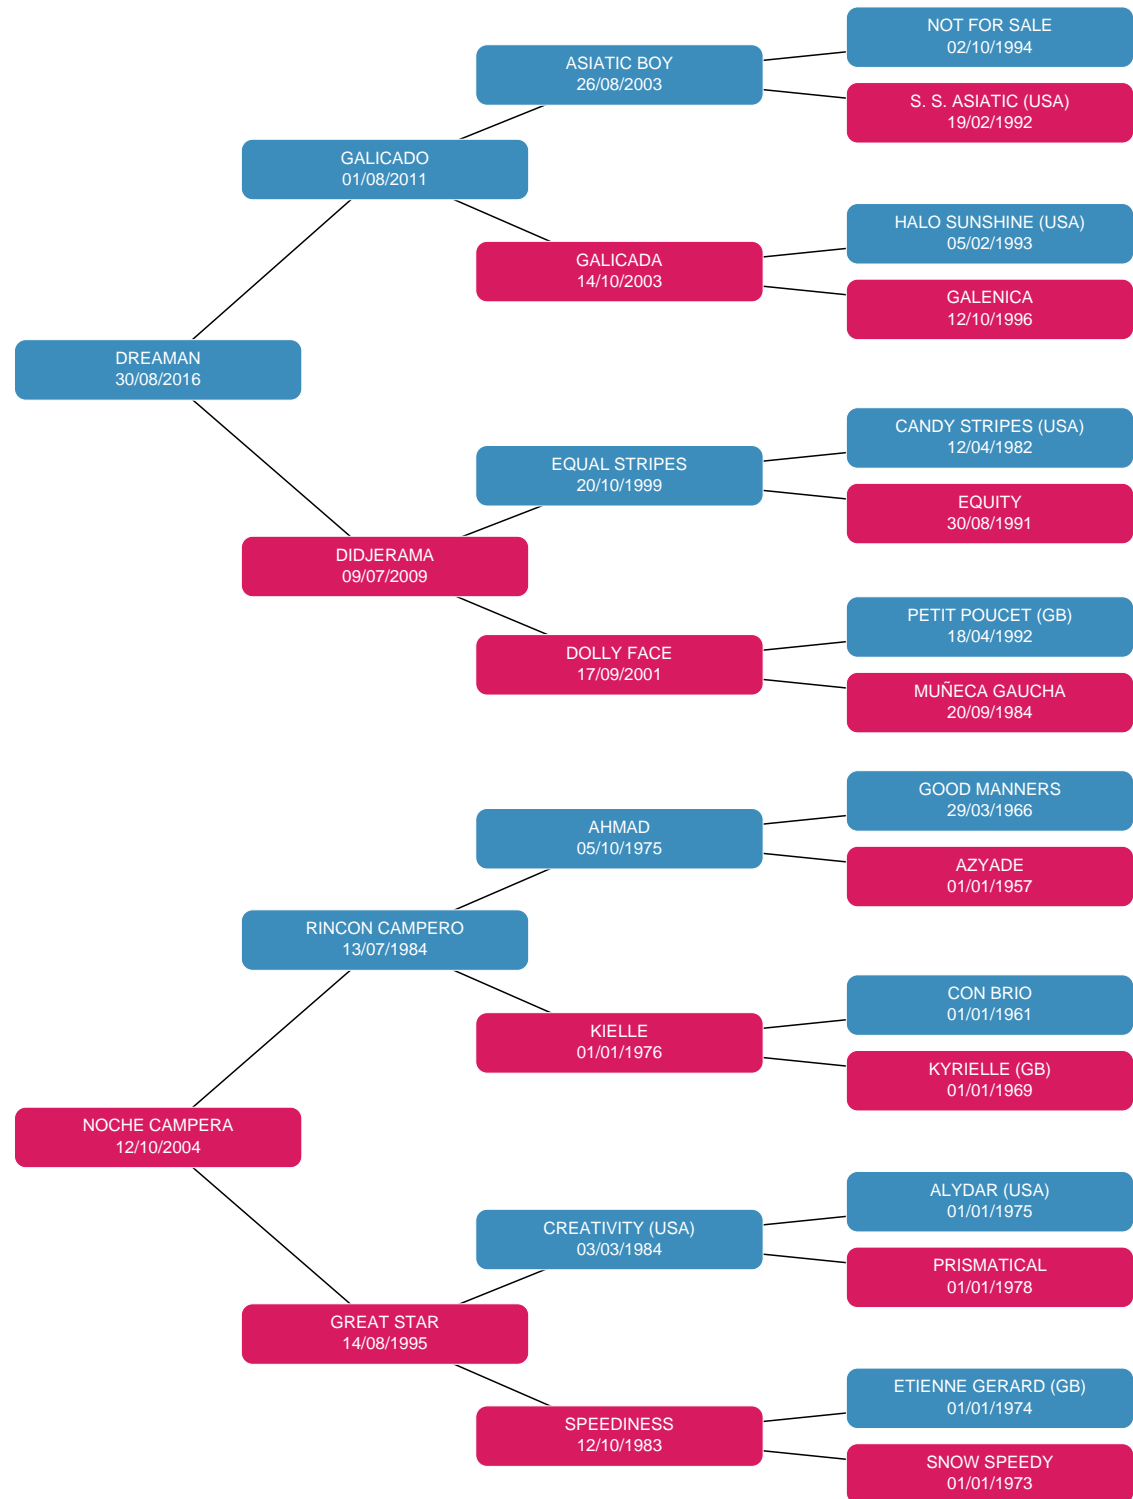 NOT FOR SALE
02/10/1994
ASIATIC BOY
26/08/2003
S. S. ASIATIC (USA)
19/02/1992
GALICADO
01/08/2011
HALO SUNSHINE (USA)
05/02/1993
GALICADA
14/10/2003
GALENICA
12/10/1996
DREAMAN
30/08/2016
CANDY STRIPES (USA)
12/04/1982
EQUAL STRIPES
20/10/1999
EQUITY
30/08/1991
DIDJERAMA
09/07/2009
PETIT POUCET (GB)
18/04/1992
DOLLY FACE
17/09/2001
MUÑECA GAUCHA
20/09/1984
GOOD MANNERS
29/03/1966
AHMAD
05/10/1975
AZYADE
01/01/1957
RINCON CAMPERO
13/07/1984
CON BRIO
01/01/1961
KIELLE
01/01/1976
KYRIELLE (GB)
01/01/1969
NOCHE CAMPERA
12/10/2004
ALYDAR (USA)
01/01/1975
CREATIVITY (USA)
03/03/1984
PRISMATICAL
01/01/1978
GREAT STAR
14/08/1995
ETIENNE GERARD (GB)
01/01/1974
SPEEDINESS
12/10/1983
SNOW SPEEDY
01/01/1973